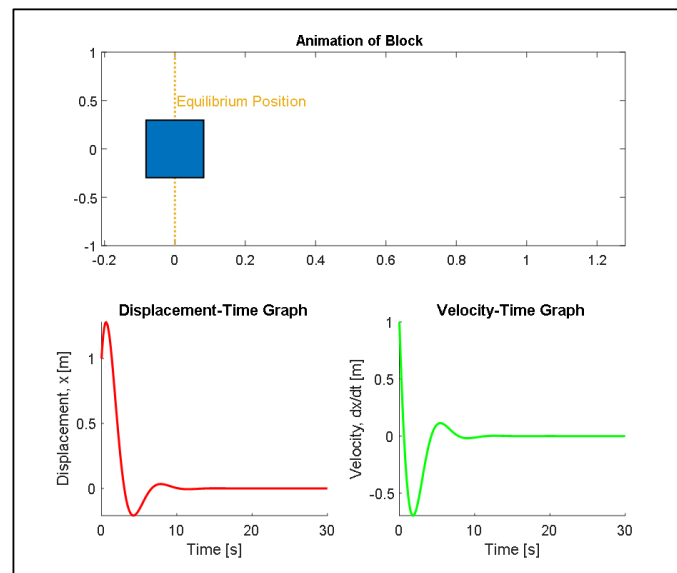 Animation of Block
1
0.5
0
-0.5
-1
Equilibrium Position
-0.2 0 0.2 0.4 0.6 0.8 1 1.2
Displacement-Time Graph
Displacement, x [m]
1
0.5
0
0 10 20 30
Time [s]
Velocity-Time Graph
Velocity, dx/dt [m]
1
0.5
0
-0.5
0 10 20 30
Time [s]